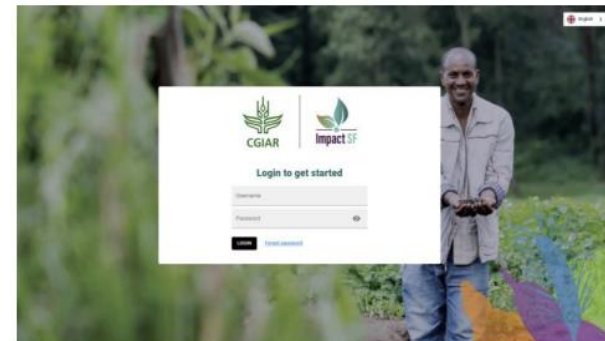 English
CGIAR
Impact SF
Login to get started
Username
Password
LOGIN
Forgot password